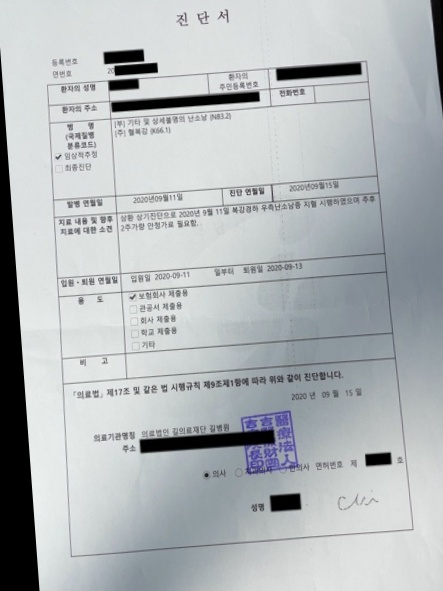 진 단 서
등록번호
연번호 20
환자의 성명 환자의 주민등록번호
환자의 주소 전화번호
병 명 (국제질병 분류코드)
[부] 기타 및 상세불명의 난소낭 (N83.2)
[주] 혈복강 (K66.1)
임상적추정
최종진단
발병 연월일 2020년09월11일 진단 연월일 2020년09월15일
치료 내용 및 향후 치료에 대한 소견
상환 상기진단으로 2020년 9월 11일 복강경하 우측난소낭종 지혈 시행하였으며 추후
2주가량 안정가료 필요함.
입원·퇴원 연월일 입원일 2020-09-11 일부터 퇴원일 2020-09-13
용 도
보험회사 제출용
관공서 제출용
회사 제출용
학교 제출용
기타
비 고
「의료법」 제17조 및 같은 법 시행규칙 제9조제1항에 따라 위와 같이 진단합니다.
2020 년 09 월 15 일
의료기관명칭 의료법인 길의료재단 길병원
주소
의사 면허번호 제 호
성명